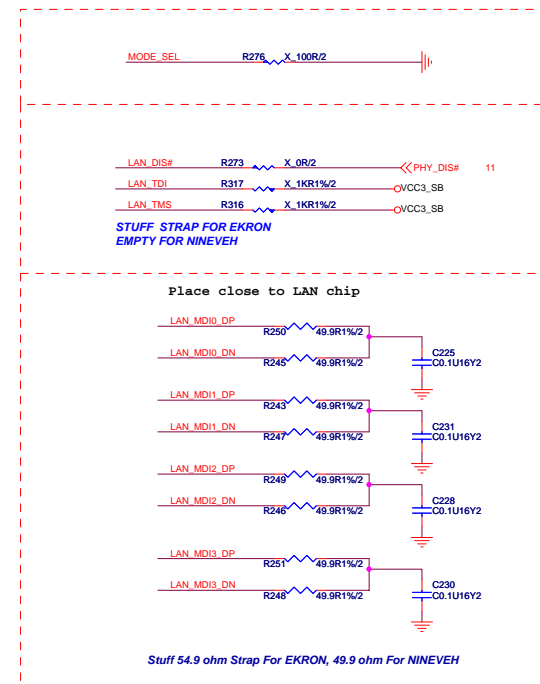 MODE_SEL R276 X_100R/2
LAN_DIS# R273 X_0R/2 PHY_DIS# 11
LAN_TDI R317 X_1KR1%/2 VCC3_SB
LAN_TMS R316 X_1KR1%/2 VCC3_SB
STUFF STRAP FOR EKRON
EMPTY FOR NINEVEH
Place close to LAN chip
LAN_MDI0_DP R250 49.9R1%/2
LAN_MDI0_DN R245 49.9R1%/2
C225
C0.1U16Y2
LAN_MDI1_DP R243 49.9R1%/2
LAN_MDI1_DN R247 49.9R1%/2
C231
C0.1U16Y2
LAN_MDI2_DP R249 49.9R1%/2
LAN_MDI2_DN R246 49.9R1%/2
C228
C0.1U16Y2
LAN_MDI3_DP R251 49.9R1%/2
LAN_MDI3_DN R248 49.9R1%/2
C230
C0.1U16Y2
Stuff 54.9 ohm Strap For EKRON, 49.9 ohm For NINEVEH